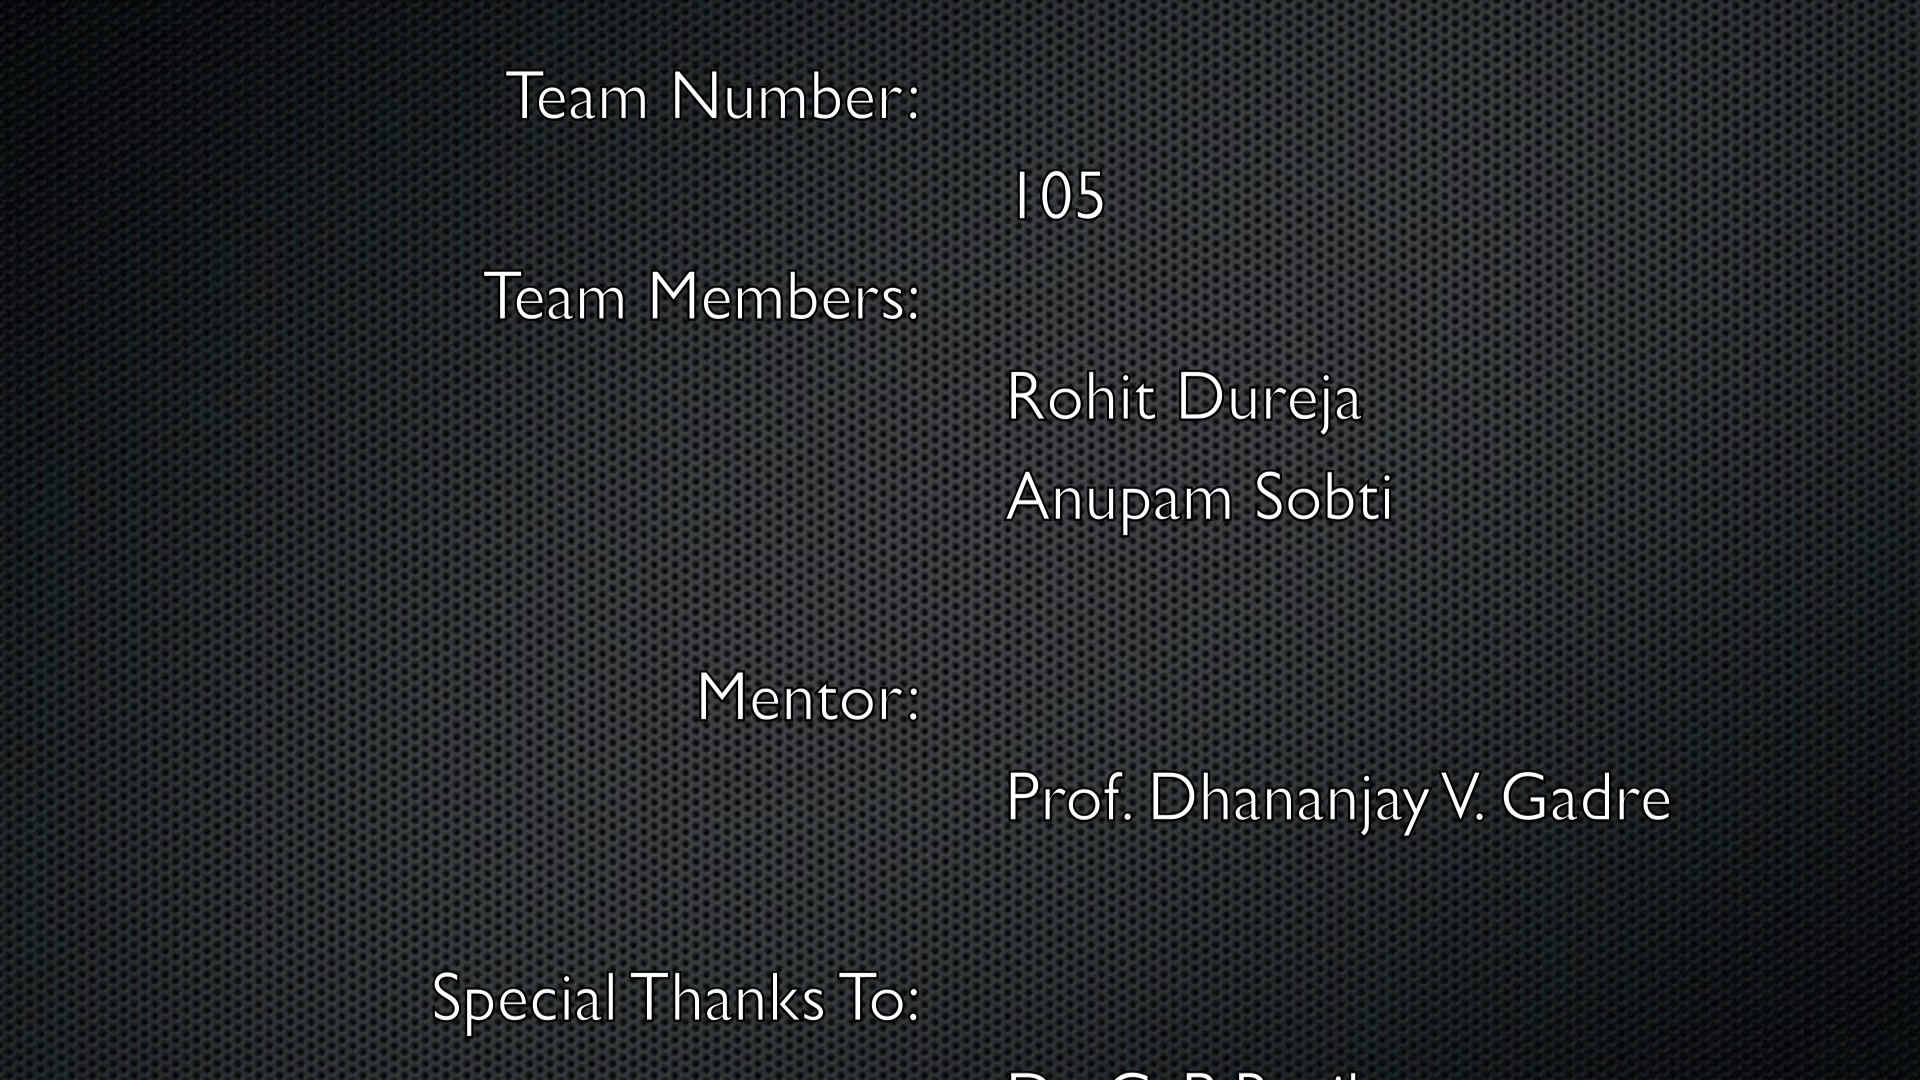 Team Number:
105
Team Members:
Rohit Dureja
Anupam Sobti
Mentor:
Prof. Dhananjay V. Gadre
Special Thanks To: